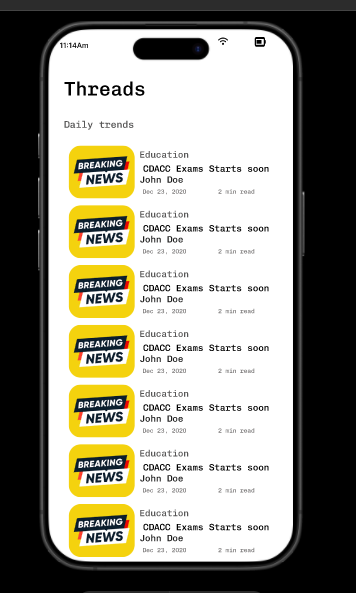 11:14Am
Threads
Daily trends
BREAKING
NEWS
Education
CDACC Exams Starts soon
John Doe
Dec 23, 2020 2 min read
BREAKING
NEWS
Education
CDACC Exams Starts soon
John Doe
Dec 23, 2020 2 min read
BREAKING
NEWS
Education
CDACC Exams Starts soon
John Doe
Dec 23, 2020 2 min read
BREAKING
NEWS
Education
CDACC Exams Starts soon
John Doe
Dec 23, 2020 2 min read
BREAKING
NEWS
Education
CDACC Exams Starts soon
John Doe
Dec 23, 2020 2 min read
BREAKING
NEWS
Education
CDACC Exams Starts soon
John Doe
Dec 23, 2020 2 min read
BREAKING
NEWS
Education
CDACC Exams Starts soon
John Doe
Dec 23, 2020 2 min read